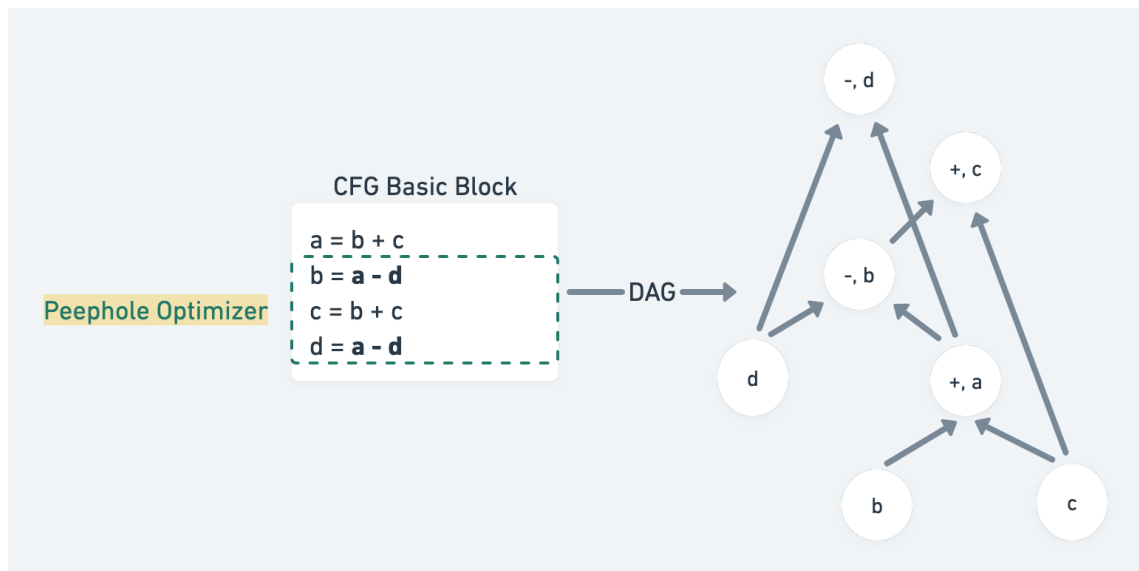 CFG Basic Block
a = b + c
b = a - d
c = b + c
d = a - d
Peephole Optimizer
DAG
-, d
+, c
-, b
d
+, a
b
c